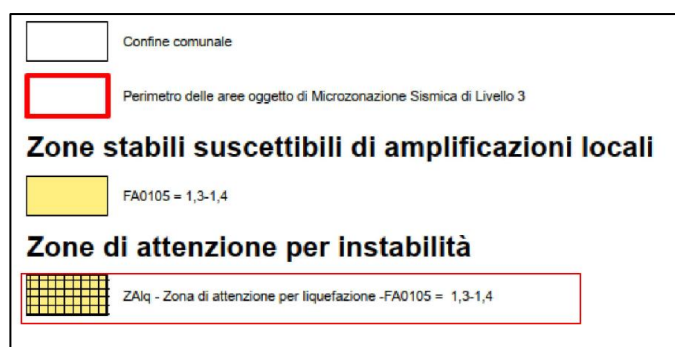 Confine comunale
Perimetro delle aree oggetto di Microzonazione Sismica di Livello 3
Zone stabili suscettibili di amplificazioni locali
FA0105 = 1,3-1,4
Zone di attenzione per instabilità
ZAlq - Zona di attenzione per liquefazione -FA0105 = 1,3-1,4